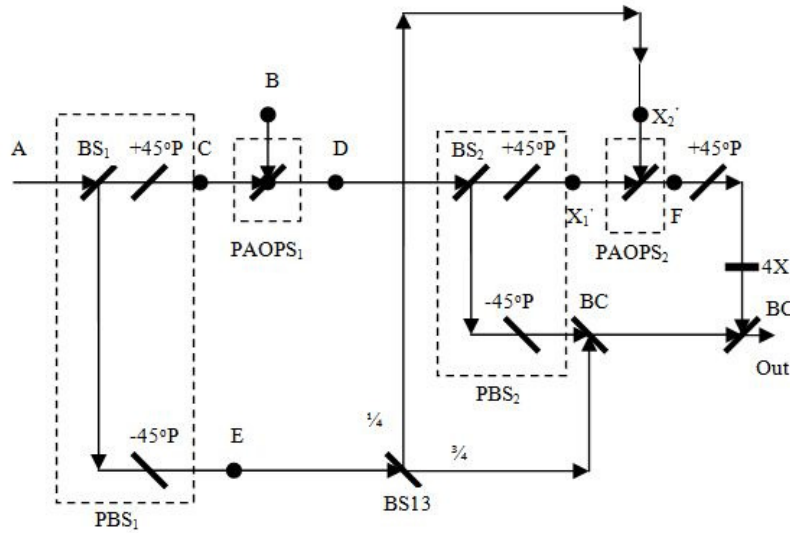 B
X₂'
A
BS₁
+45°P
C
D
BS₂
+45°P
+45°P
PAOPS₁
X₁'
F
PAOPS₂
4X
-45°P
BC
BC
Out
PBS₂
-45°P
E
¼
¾
BS13
PBS₁